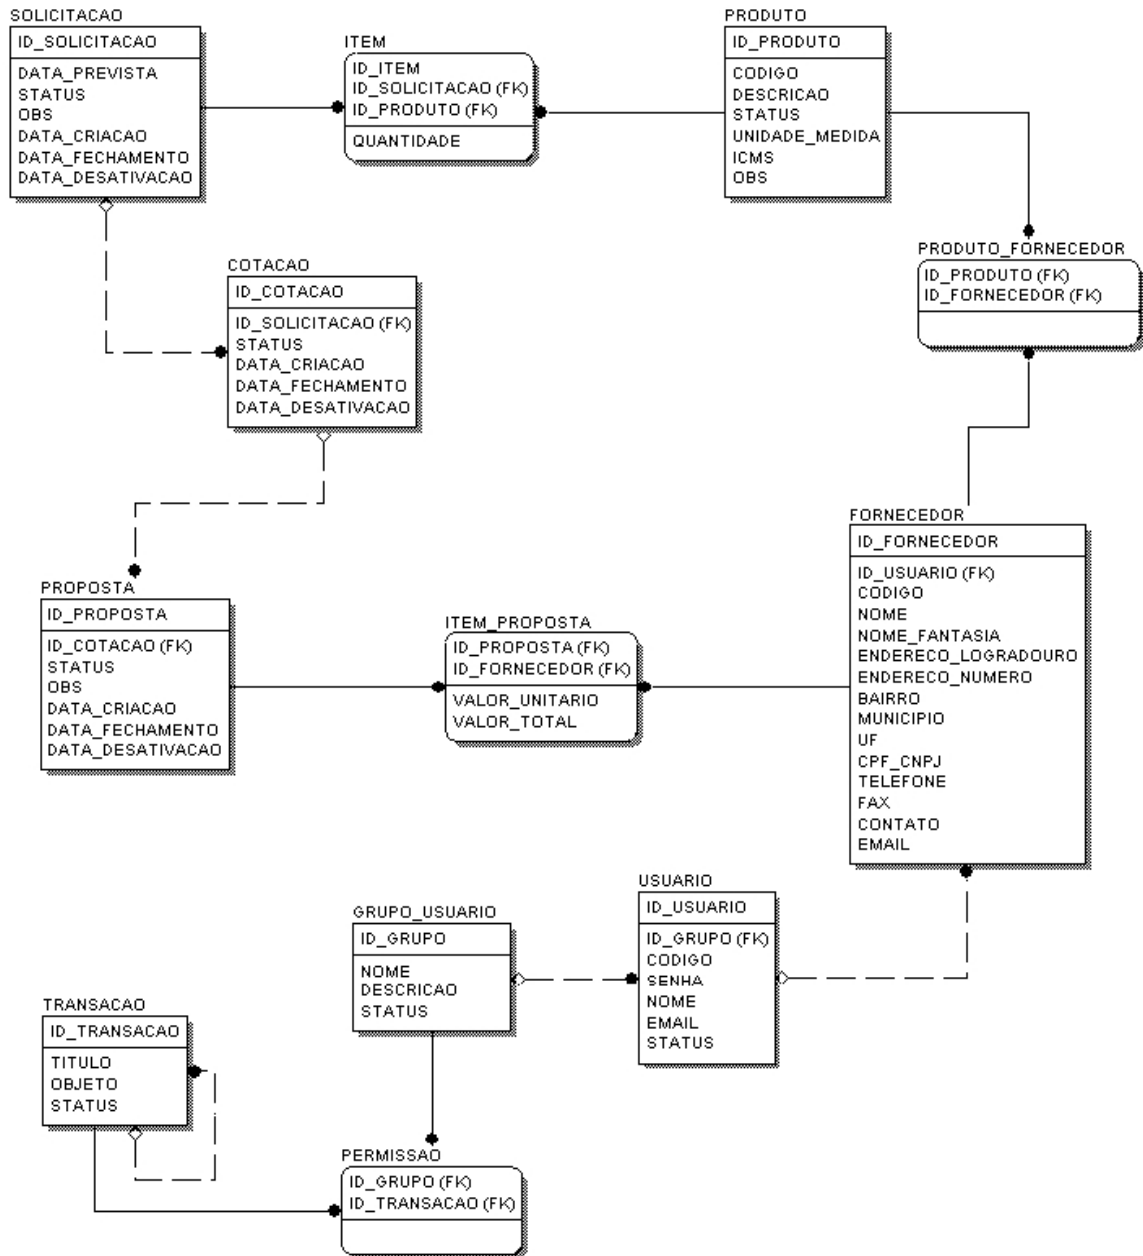 SOLICITACAO
ID_SOLICITACAO
DATA_PREVISTA
STATUS
OBS
DATA_CRIACAO
DATA_FECHAMENTO
DATA_DESATIVACAO
ITEM
ID_ITEM
ID_SOLICITACAO (FK)
ID_PRODUTO (FK)
QUANTIDADE
PRODUTO
ID_PRODUTO
CODIGO
DESCRICAO
STATUS
UNIDADE_MEDIDA
ICMS
OBS
PRODUTO_FORNECEDOR
ID_PRODUTO (FK)
ID_FORNECEDOR (FK)
COTACAO
ID_COTACAO
ID_SOLICITACAO (FK)
STATUS
DATA_CRIACAO
DATA_FECHAMENTO
DATA_DESATIVACAO
PROPOSTA
ID_PROPOSTA
ID_COTACAO (FK)
STATUS
OBS
DATA_CRIACAO
DATA_FECHAMENTO
DATA_DESATIVACAO
ITEM_PROPOSTA
ID_PROPOSTA (FK)
ID_FORNECEDOR (FK)
VALOR_UNITARIO
VALOR_TOTAL
FORNECEDOR
ID_FORNECEDOR
ID_USUARIO (FK)
CODIGO
NOME
NOME_FANTASIA
ENDERECO_LOGRADOURO
ENDERECO_NUMERO
BAIRRO
MUNICIPIO
UF
CPF_CNPJ
TELEFONE
FAX
CONTATO
EMAIL
USUARIO
ID_USUARIO
ID_GRUPO (FK)
CODIGO
SENHA
NOME
EMAIL
STATUS
GRUPO_USUARIO
ID_GRUPO
NOME
DESCRICAO
STATUS
TRANSACAO
ID_TRANSACAO
TITULO
OBJETO
STATUS
PERMISSAO
ID_GRUPO (FK)
ID_TRANSACAO (FK)